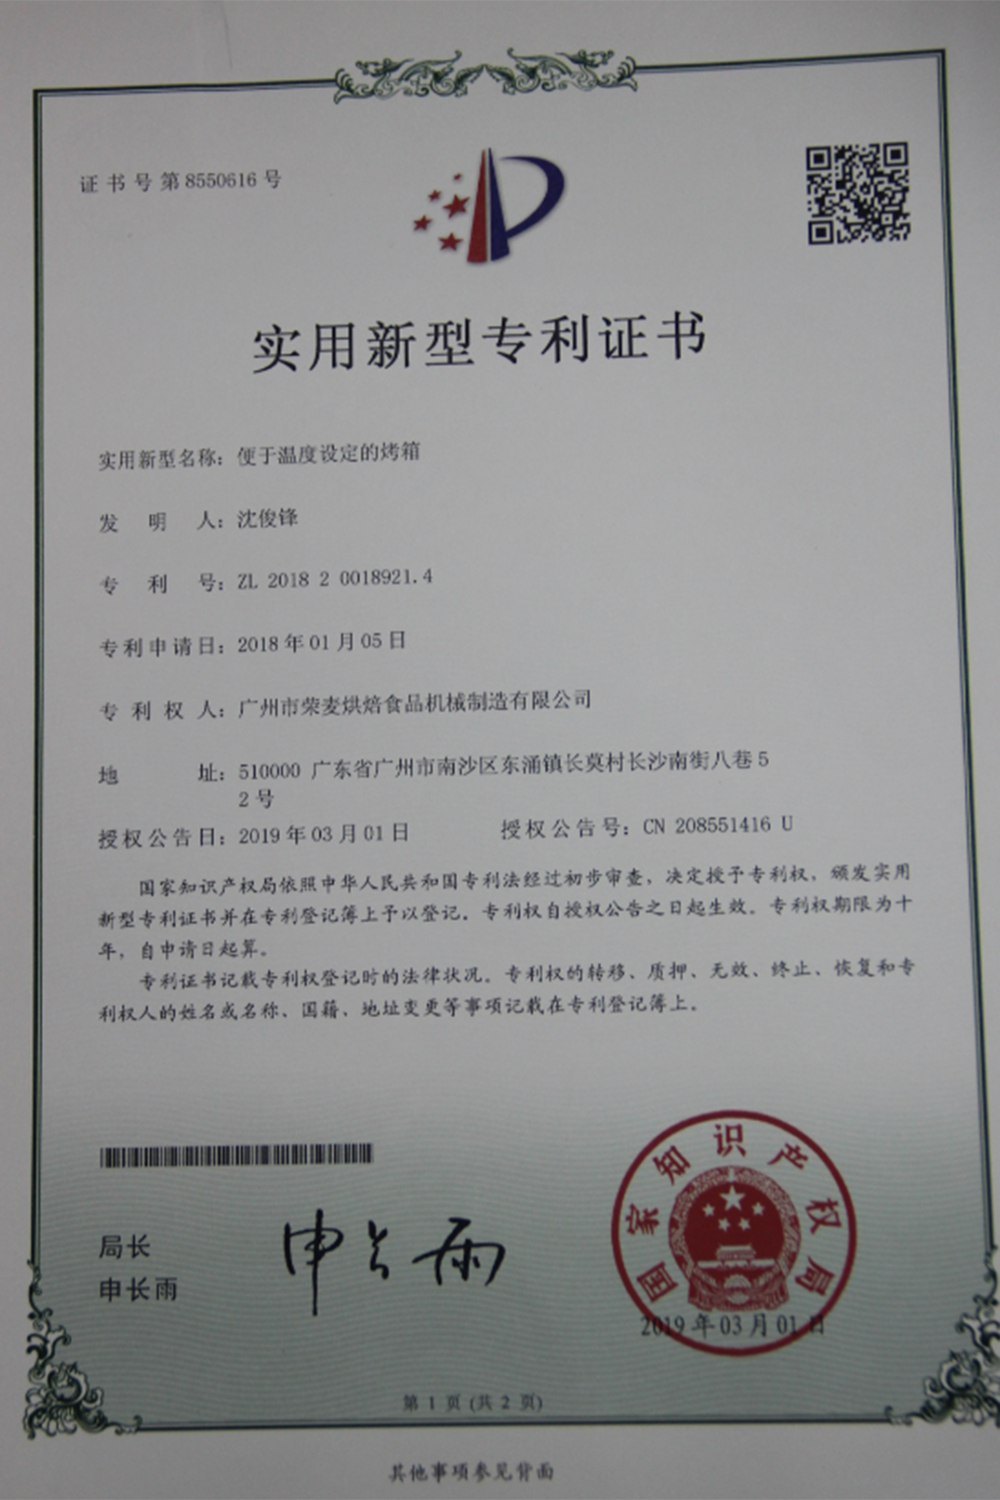 证书号第8550616号
实用新型专利证书
实用新型名称：便于温度设定的烤箱
发明人：沈俊锋
专利号：ZL 2018 2 0018921.4
专利申请日：2018年01月05日
专利权人：广州市荣麦烘焙食品机械制造有限公司
地址：510000 广东省广州市南沙区东涌镇长莫村长沙南街八巷5
2号
授权公告日：2019年03月01日 授权公告号：CN 208551416 U
国家知识产权局依照中华人民共和国专利法经过初步审查，决定授予专利权，颁发实用
新型专利证书并在专利登记簿上予以登记。专利权自授权公告之日起生效。专利权期限为十
年，自申请日起算。
专利证书记载专利权登记时的法律状况。专利权的转移、质押、无效、终止、恢复和专
利权人的姓名或名称、国籍、地址变更等事项记载在专利登记簿上。
局长
申长雨
申长雨
国家知识产权局
2019年03月01日
第 1 页 (共 2 页)
其他事项参见背面